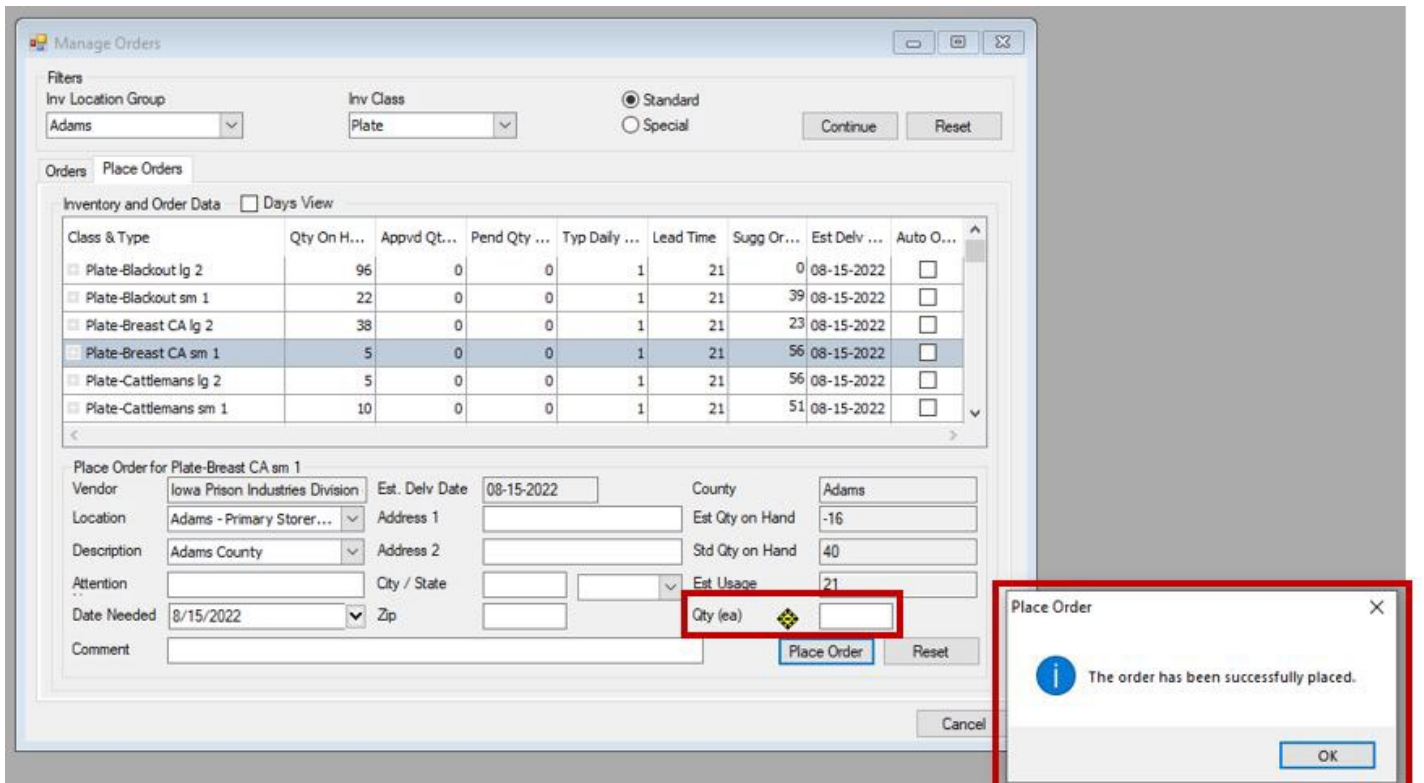 Manage Orders
Filters
Inv Location Group Inv Class Standard
Adams Plate Special Continue Reset
Orders Place Orders
Inventory and Order Data Days View
Class & Type Qty On H... Appvd Qt... Pend Qty ... Typ Daily ... Lead Time Sugg Or... Est Delv ... Auto O...
Plate-Blackout lg 2 96 0 0 1 21 0 08-15-2022
Plate-Blackout sm 1 22 0 0 1 21 39 08-15-2022
Plate-Breast CA lg 2 38 0 0 1 21 23 08-15-2022
Plate-Breast CA sm 1 5 0 0 1 21 56 08-15-2022
Plate-Cattlemans lg 2 5 0 0 1 21 56 08-15-2022
Plate-Cattlemans sm 1 10 0 0 1 21 51 08-15-2022
Place Order for Plate-Breast CA sm 1
Vendor Iowa Prison Industries Division Est. Delv Date 08-15-2022 County Adams
Location Adams - Primary Storer... Address 1 Est Qty on Hand -16
Description Adams County Address 2 Std Qty on Hand 40
Attention City / State Est Usage 21
Date Needed 8/15/2022 Zip Qty (ea)
Comment Place Order Reset
Cancel
Place Order
The order has been successfully placed.
OK